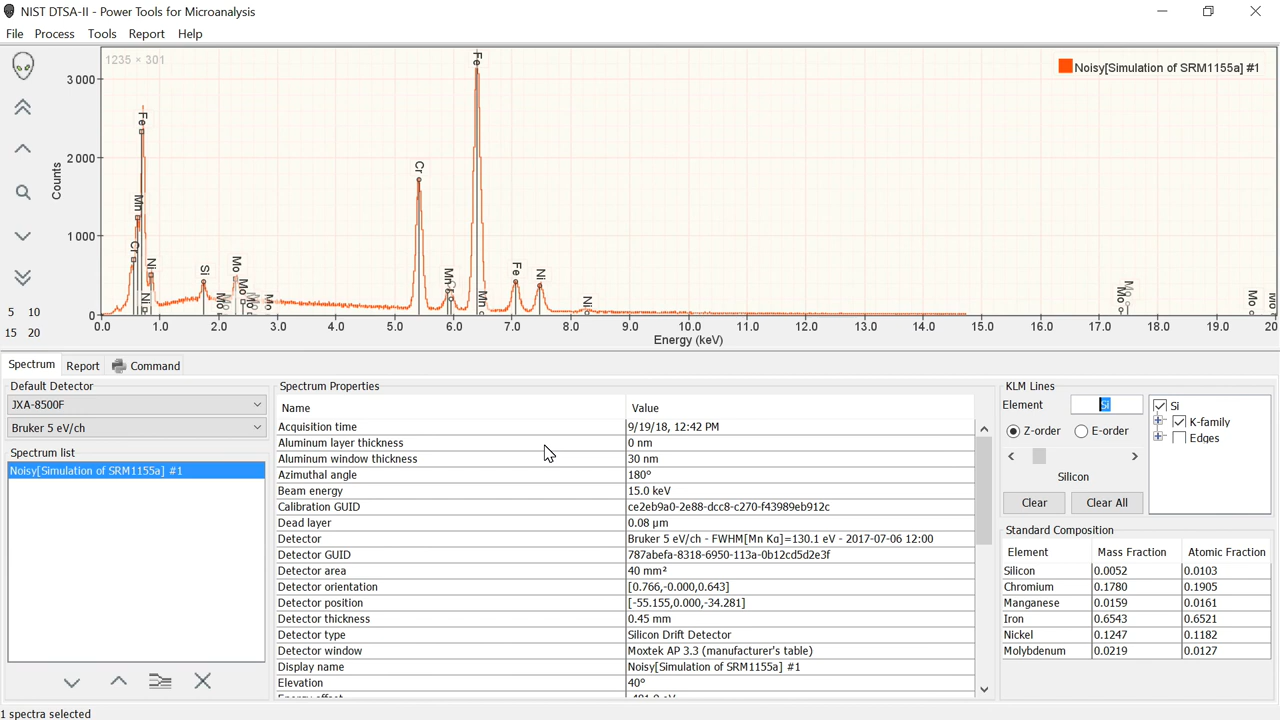 NIST DTSA-II - Power Tools for Microanalysis
File Process Tools Report Help
1235 × 301
Noisy[Simulation of SRM1155a] #1
Counts
3 000
2 000
1 000
0
5 10
15 20
Fe
Mn
Cr
Ni
Ni
Si
Mo
Mo
Mo
Mo
Cr
Mn
Fe
Mn
Fe
Ni
Ni
Mo
Mo
Mo
0.0 1.0 2.0 3.0 4.0 5.0 6.0 7.0 8.0 9.0 10.0 11.0 12.0 13.0 14.0 15.0 16.0 17.0 18.0 19.0 20
Energy (keV)
Spectrum Report Command
Default Detector
JXA-8500F
Bruker 5 eV/ch
Spectrum list
Noisy[Simulation of SRM1155a] #1
Spectrum Properties
Name Value
Acquisition time 9/19/18, 12:42 PM
Aluminum layer thickness 0 nm
Aluminum window thickness 30 nm
Azimuthal angle 180°
Beam energy 15.0 keV
Calibration GUID ce2eb9a0-2e88-dcc8-c270-f43989eb912c
Dead layer 0.08 µm
Detector Bruker 5 eV/ch - FWHM[Mn Kα]=130.1 eV - 2017-07-06 12:00
Detector GUID 787abefa-8318-6950-113a-0b12cd5d2e3f
Detector area 40 mm²
Detector orientation [0.766,-0.000,0.643]
Detector position [-55.155,0.000,-34.281]
Detector thickness 0.45 mm
Detector type Silicon Drift Detector
Detector window Moxtek AP 3.3 (manufacturer's table)
Display name Noisy[Simulation of SRM1155a] #1
Elevation 40°
KLM Lines
Element Si
Z-order E-order
Silicon
Clear Clear All
Si
K-family
Edges
Standard Composition
Element Mass Fraction Atomic Fraction
Silicon 0.0052 0.0103
Chromium 0.1780 0.1905
Manganese 0.0159 0.0161
Iron 0.6543 0.6521
Nickel 0.1247 0.1182
Molybdenum 0.0219 0.0127
1 spectra selected